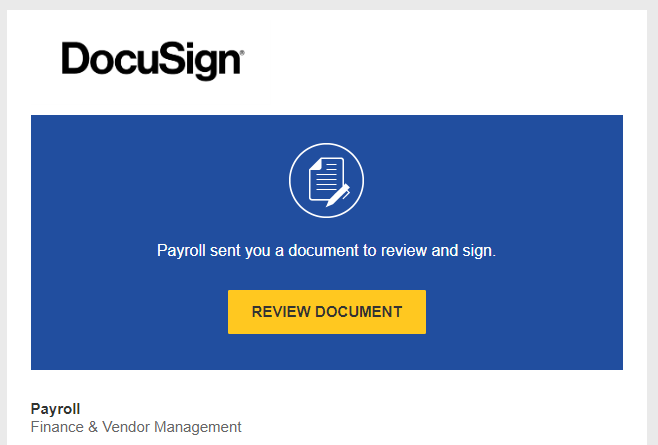 DocuSign®
Payroll sent you a document to review and sign.
REVIEW DOCUMENT
Payroll
Finance & Vendor Management